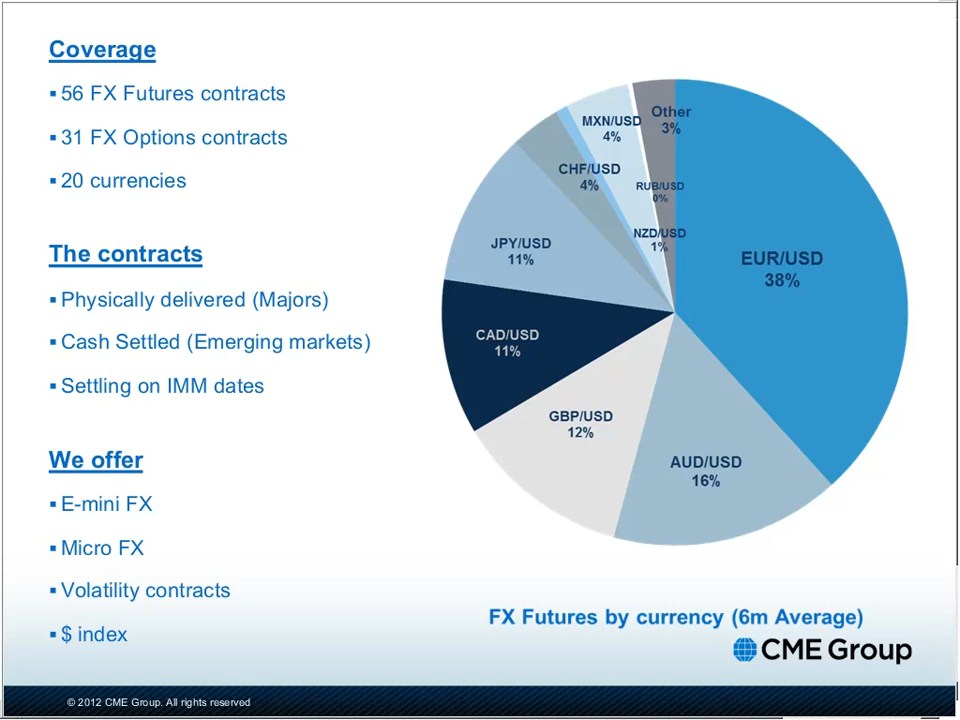 Coverage
▪ 56 FX Futures contracts
▪ 31 FX Options contracts
▪ 20 currencies
The contracts
▪ Physically delivered (Majors)
▪ Cash Settled (Emerging markets)
▪ Settling on IMM dates
We offer
▪ E-mini FX
▪ Micro FX
▪ Volatility contracts
▪ $ index
Other
3%
MXN/USD
4%
CHF/USD
4%
RUB/USD
0%
NZD/USD
1%
JPY/USD
11%
EUR/USD
38%
CAD/USD
11%
GBP/USD
12%
AUD/USD
16%
FX Futures by currency (6m Average)
CME Group
© 2012 CME Group. All rights reserved